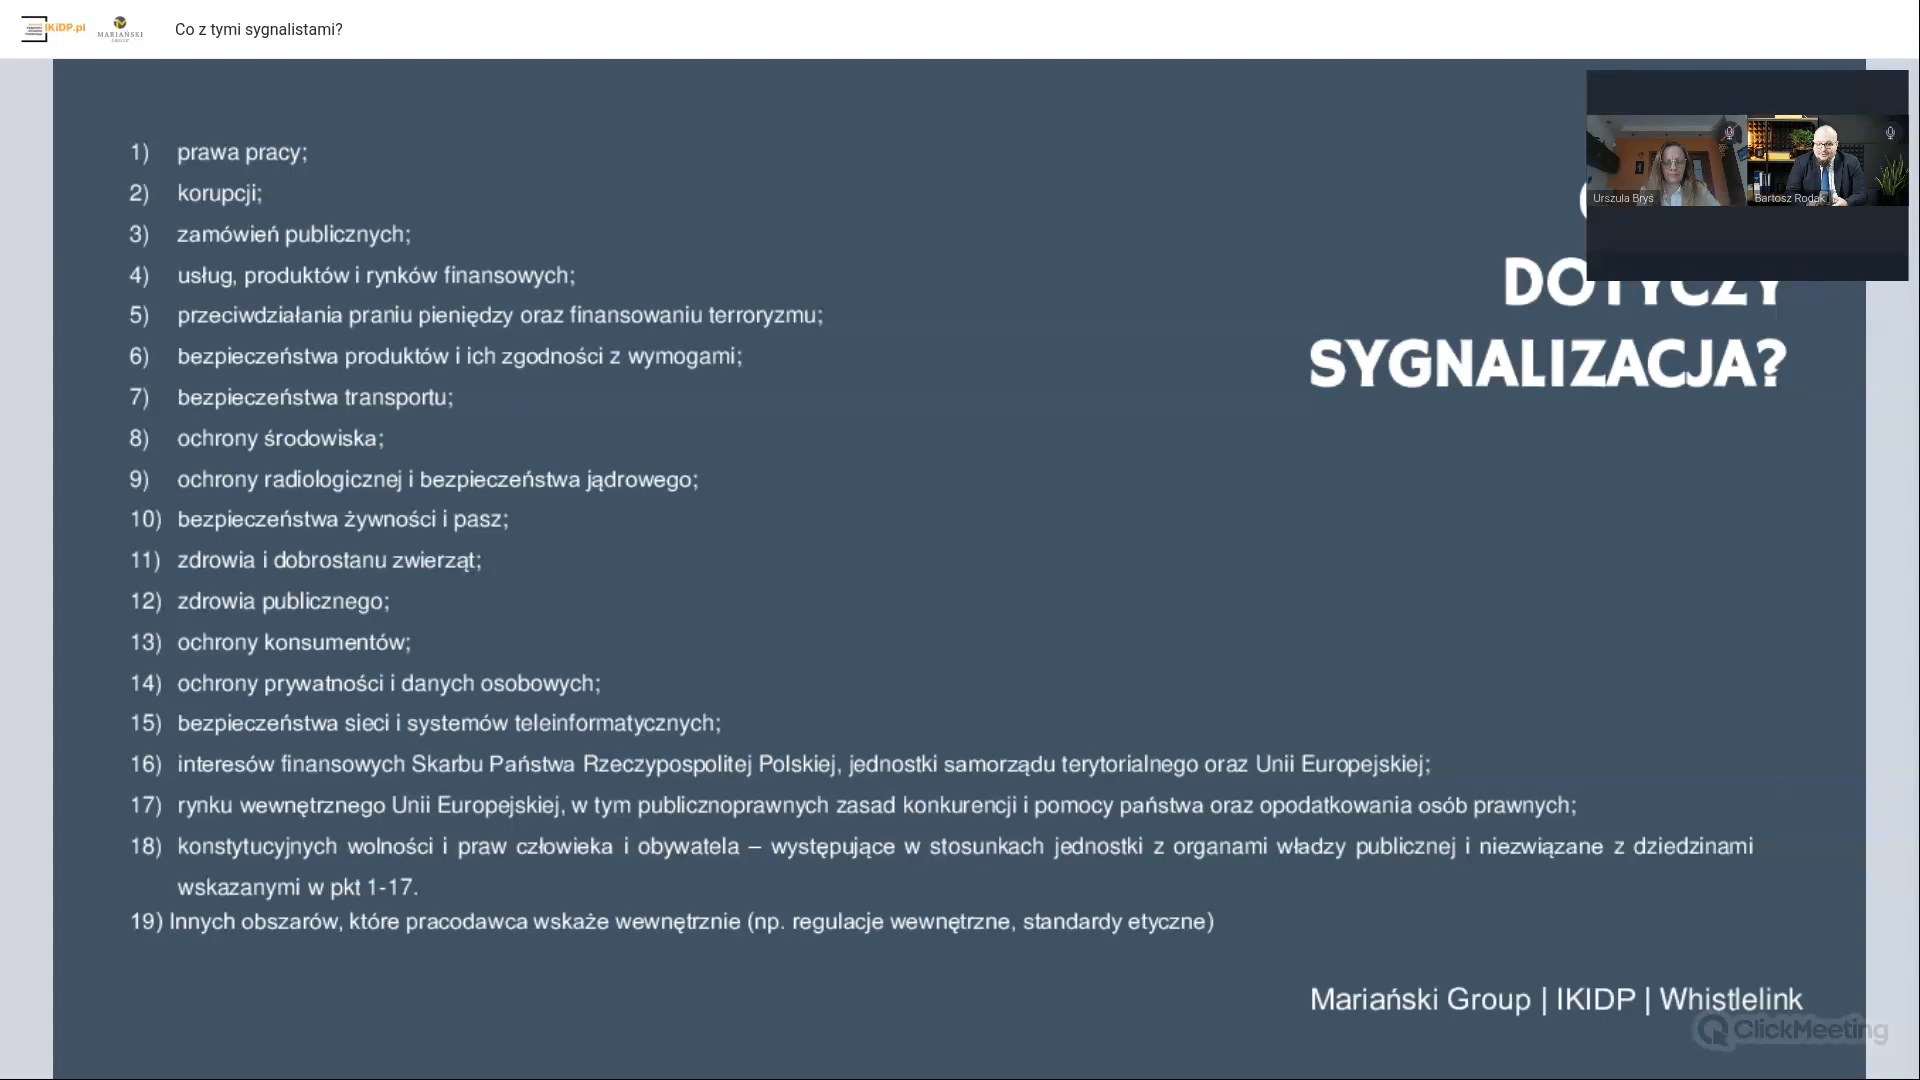 IKiDP.pl
MARIAŃSKI
GROUP
Co z tymi sygnalistami?
Urszula Bryś
Bartosz Rodak
DOTYCZY
SYGNALIZACJA?
1) prawa pracy;
2) korupcji;
3) zamówień publicznych;
4) usług, produktów i rynków finansowych;
5) przeciwdziałania praniu pieniędzy oraz finansowaniu terroryzmu;
6) bezpieczeństwa produktów i ich zgodności z wymogami;
7) bezpieczeństwa transportu;
8) ochrony środowiska;
9) ochrony radiologicznej i bezpieczeństwa jądrowego;
10) bezpieczeństwa żywności i pasz;
11) zdrowia i dobrostanu zwierząt;
12) zdrowia publicznego;
13) ochrony konsumentów;
14) ochrony prywatności i danych osobowych;
15) bezpieczeństwa sieci i systemów teleinformatycznych;
16) interesów finansowych Skarbu Państwa Rzeczypospolitej Polskiej, jednostki samorządu terytorialnego oraz Unii Europejskiej;
17) rynku wewnętrznego Unii Europejskiej, w tym publicznoprawnych zasad konkurencji i pomocy państwa oraz opodatkowania osób prawnych;
18) konstytucyjnych wolności i praw człowieka i obywatela – występujące w stosunkach jednostki z organami władzy publicznej i niezwiązane z dziedzinami
wskazanymi w pkt 1-17.
19) Innych obszarów, które pracodawca wskaże wewnętrznie (np. regulacje wewnętrzne, standardy etyczne)
Mariański Group | IKIDP | Whistlelink
ClickMeeting